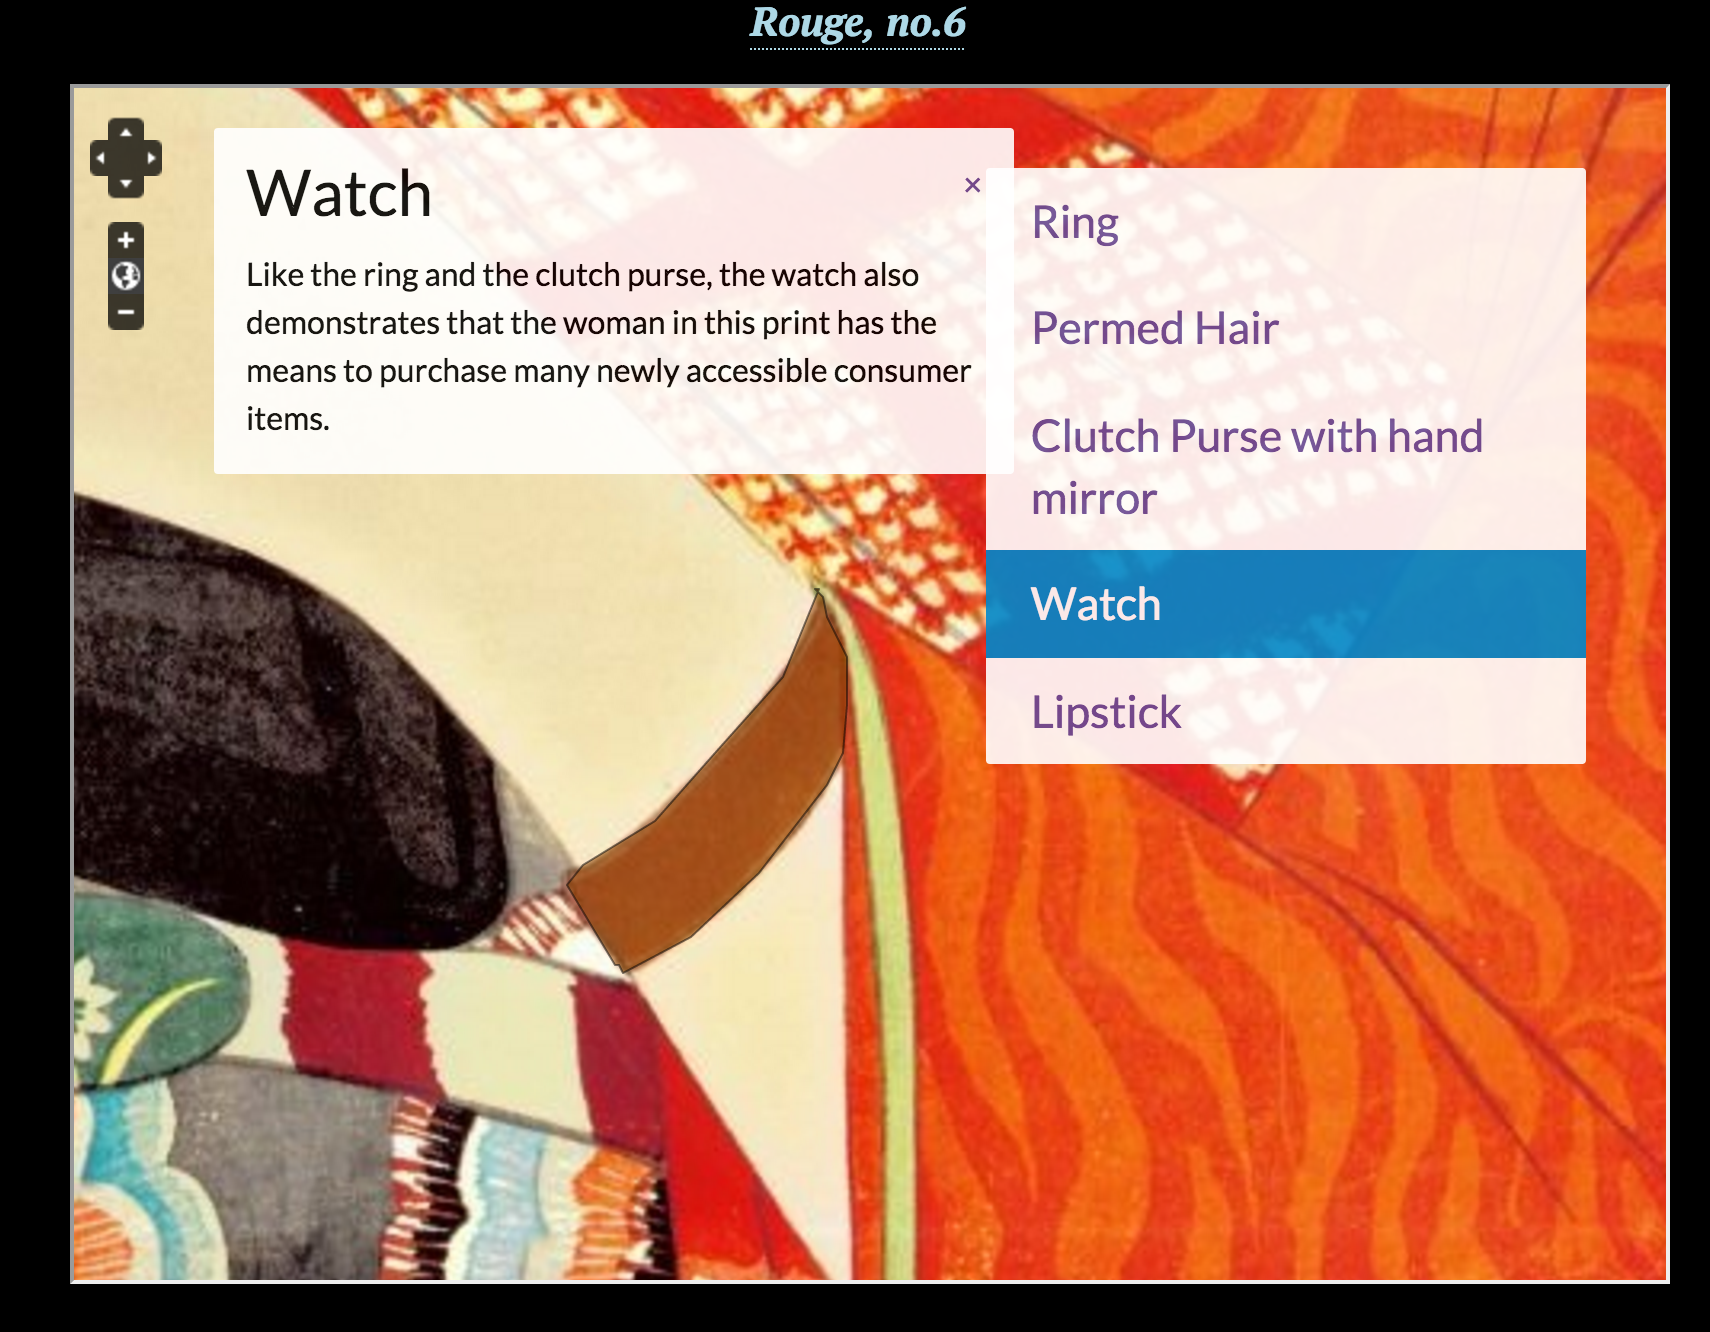 Rouge, no.6
Watch
×
Like the ring and the clutch purse, the watch also
demonstrates that the woman in this print has the
means to purchase many newly accessible consumer
items.
Ring
Permed Hair
Clutch Purse with hand
mirror
Watch
Lipstick